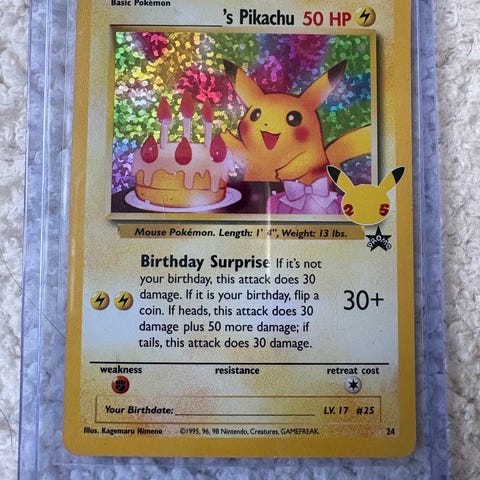 Basic Pokémon
's Pikachu 50 HP
25
PROMO
Mouse Pokémon. Length: 1' 4", Weight: 13 lbs.
Birthday Surprise If it's not
your birthday, this attack does 30
damage. If it is your birthday, flip a
coin. If heads, this attack does 30
damage plus 50 more damage; if
tails, this attack does 30 damage.
30+
weakness resistance retreat cost
Your Birthdate: LV. 17 #25
Illus. Kagemaru Himeno ©1995, 96, 98 Nintendo, Creatures, GAMEFREAK. 24